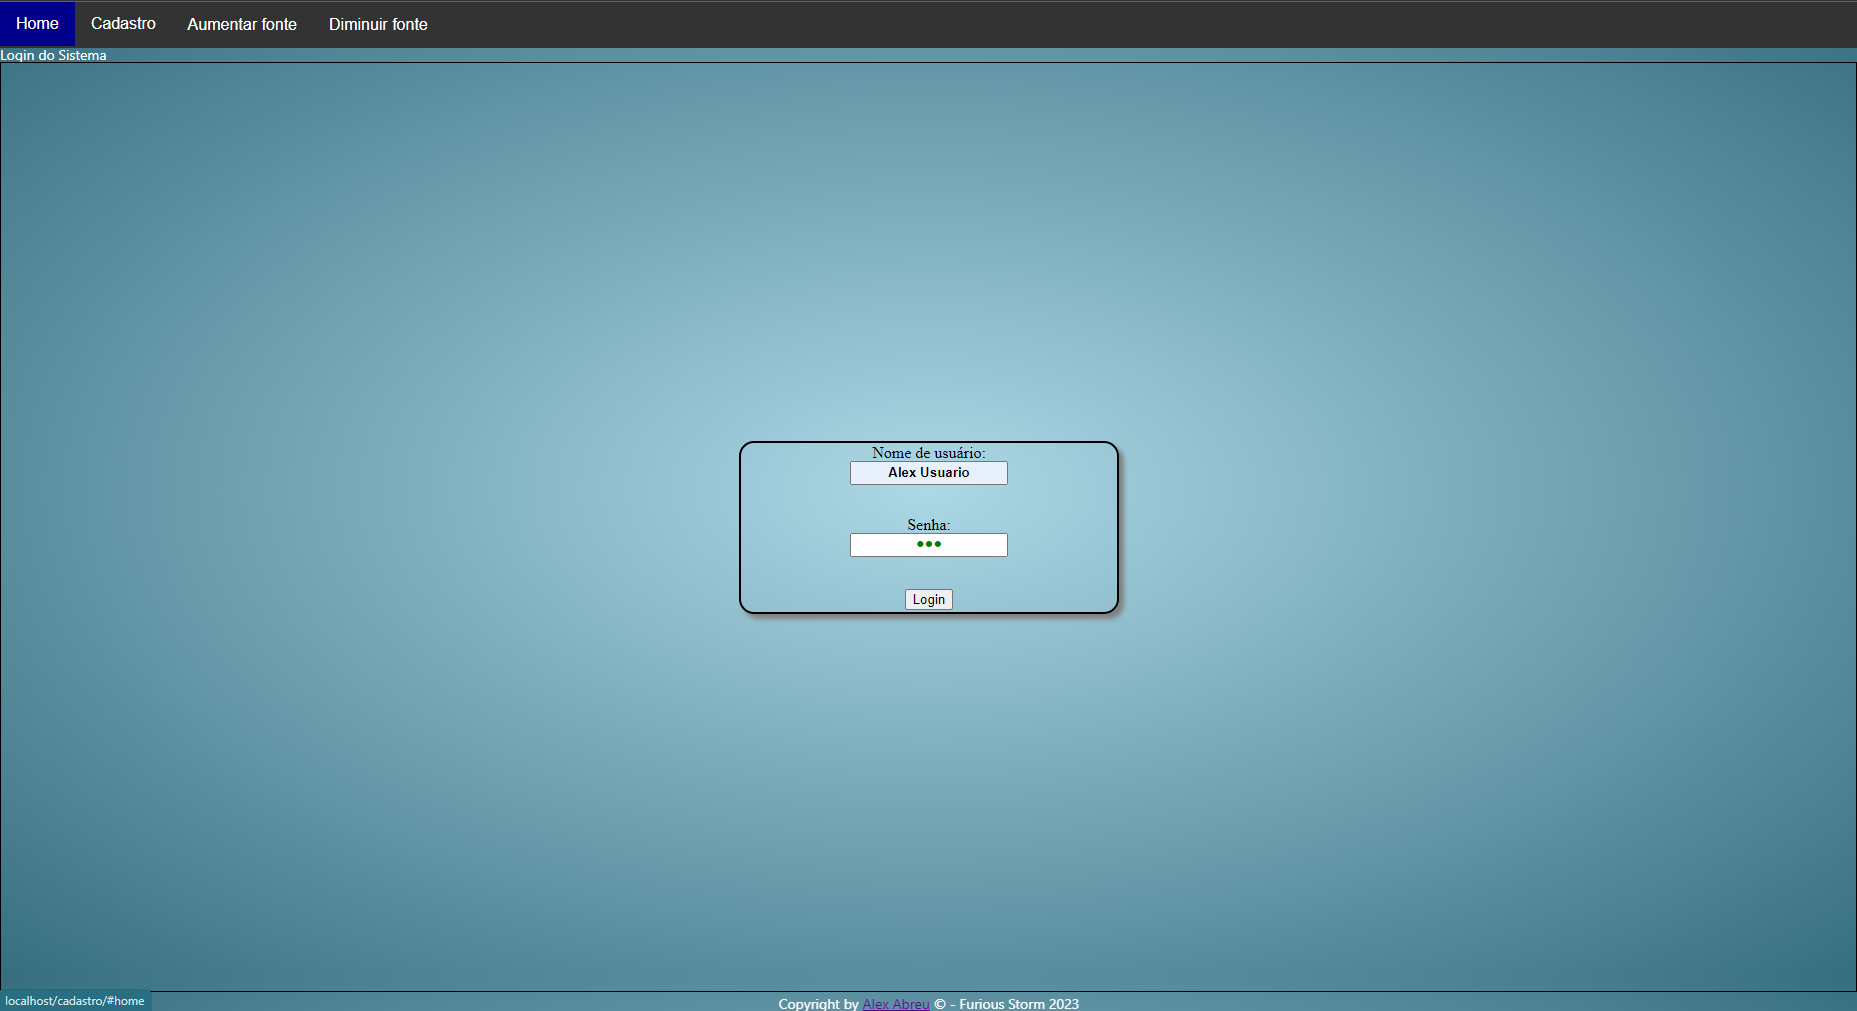 Home Cadastro Aumentar fonte Diminuir fonte
Login do Sistema
Nome de usuário:
Alex Usuario
Senha:
Login
localhost/cadastro/#home
Copyright by Alex Abreu © - Furious Storm 2023